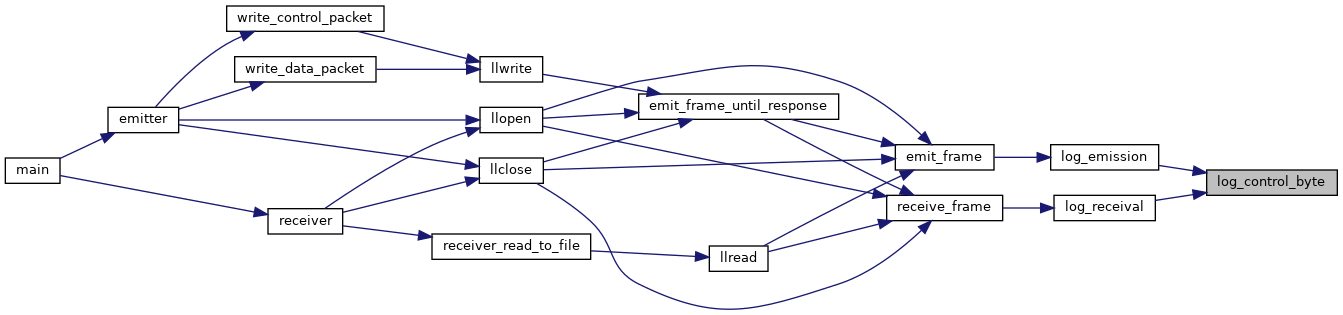 write_control_packet
write_data_packet
llwrite
emit_frame_until_response
emitter
llopen
emit_frame
log_emission
main
llclose
log_control_byte
receiver
receive_frame
log_receival
receiver_read_to_file
llread